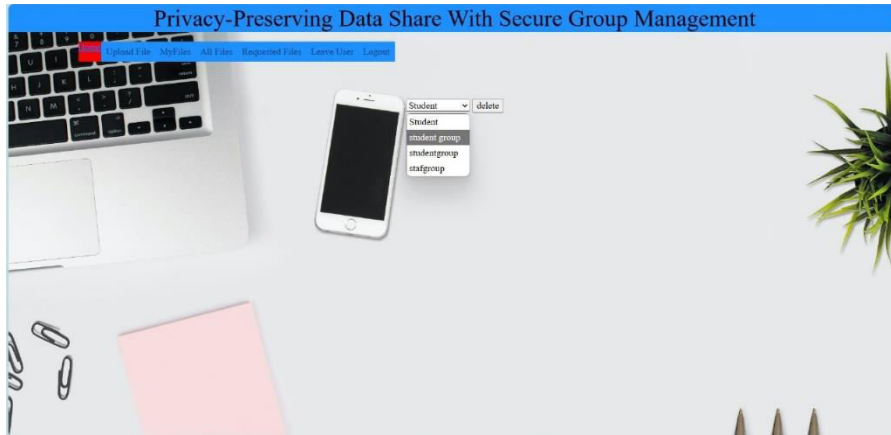 Privacy-Preserving Data Share With Secure Group Management
Home Upload File MyFiles All Files Requested Files Leave User Logout
Student delete
Student
student group
studentgroup
stafgroup